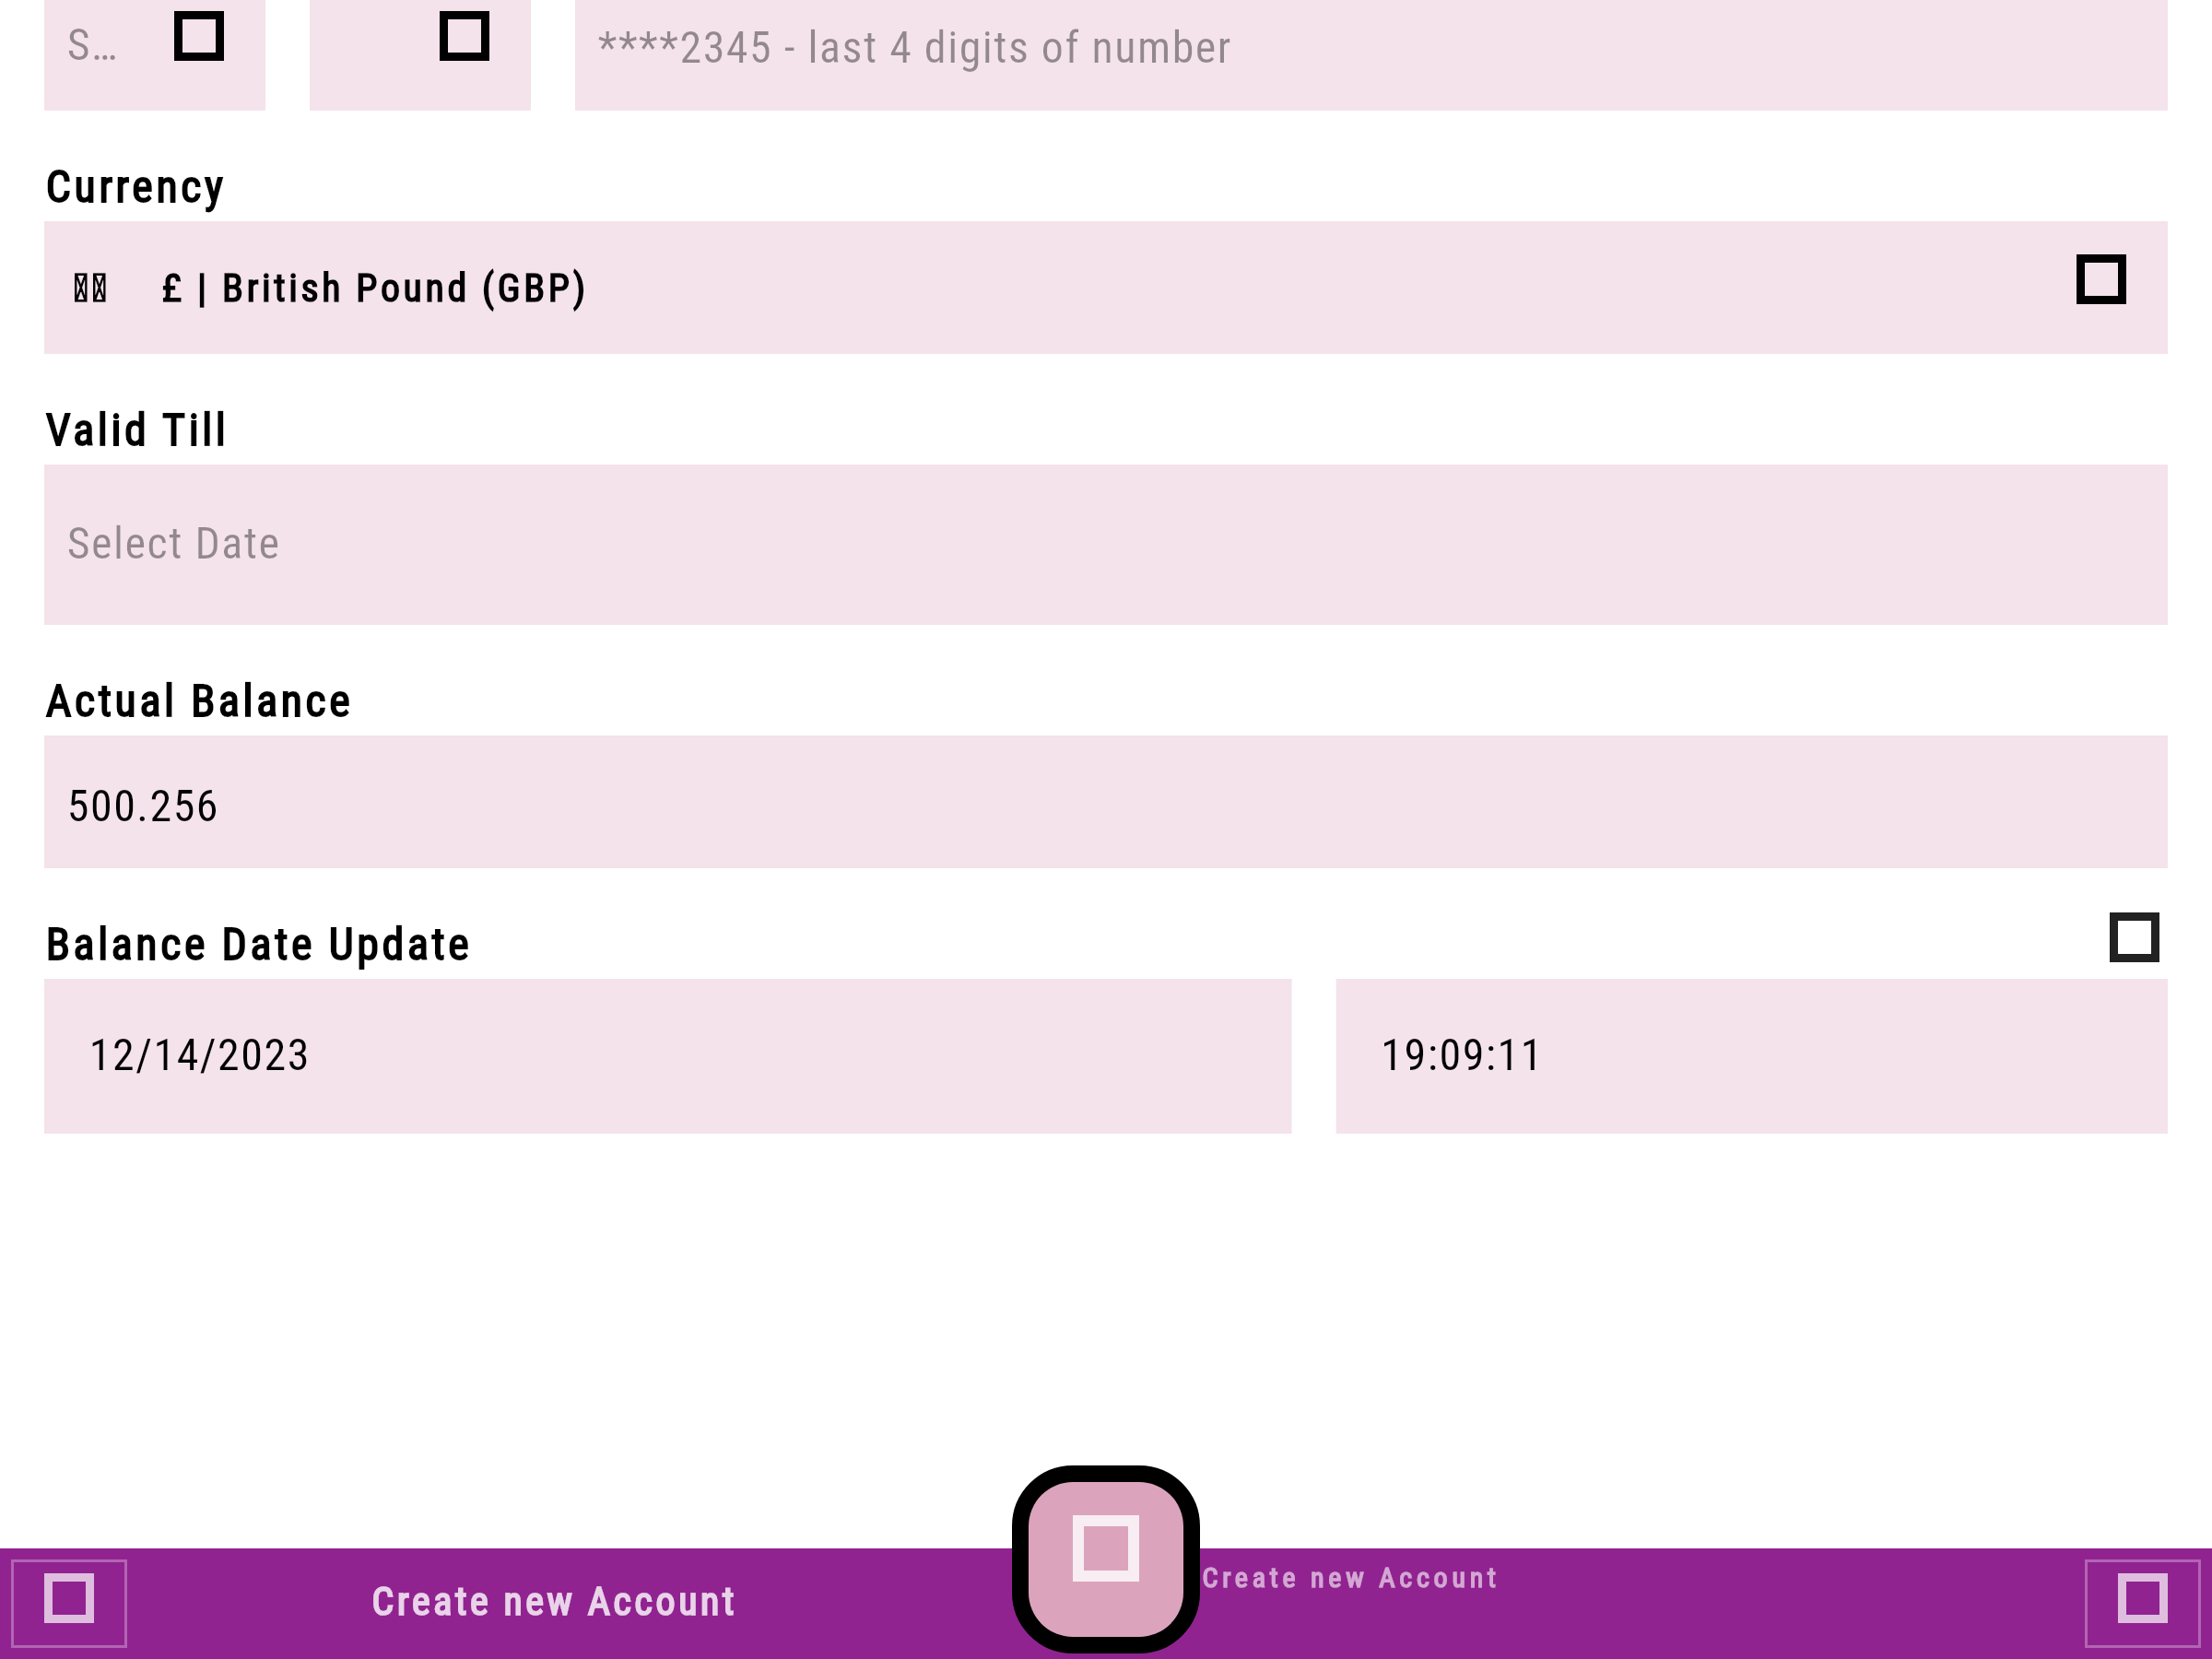 S…
****2345 - last 4 digits of number
Currency
£ | British Pound (GBP)
Valid Till
Select Date
Actual Balance
500.256
Balance Date Update
12/14/2023
19:09:11
Create new Account
Create new Account